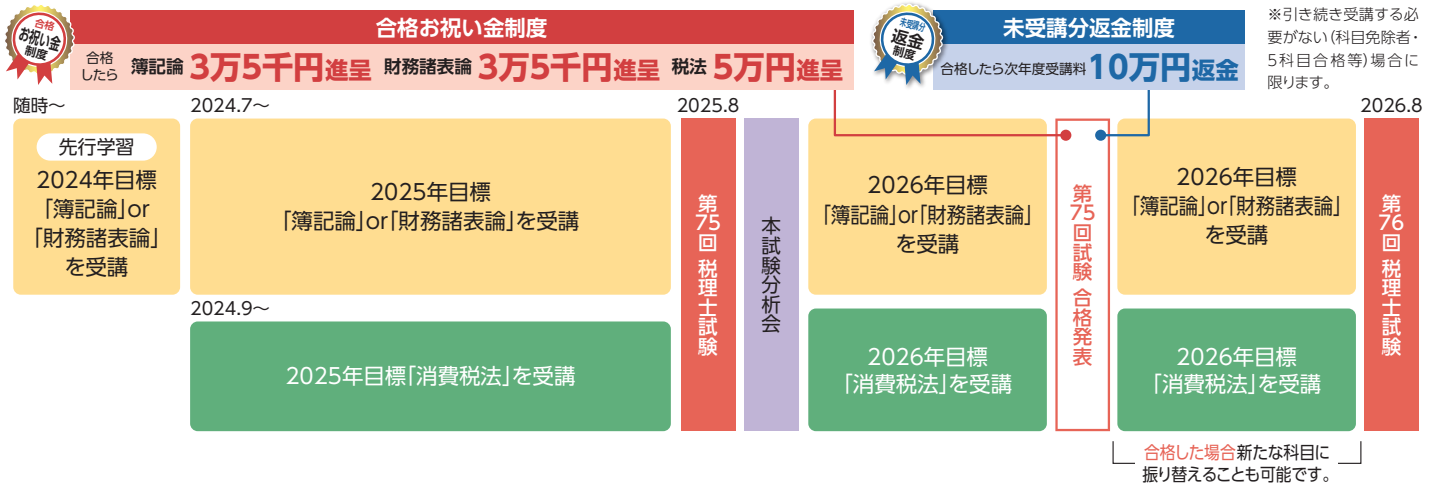 合格
お祝い金
制度
合格お祝い金制度
合格
したら
簿記論 3万5千円進呈 財務諸表論 3万5千円進呈 税法 5万円進呈
未受講分
返金
制度
未受講分返金制度
合格したら次年度受講料10万円返金
※引き続き受講する必
要がない(科目免除者・
5科目合格等)場合に
限ります。
随時～
2024.7～
2025.8
2026.8
先行学習
2024年目標
「簿記論」or
「財務諸表論」
を受講
2025年目標
「簿記論」or「財務諸表論」を受講
2024.9～
2025年目標「消費税法」を受講
第75回 税理士試験
本試験分析会
2026年目標
「簿記論」or「財務諸表論」
を受講
2026年目標
「消費税法」を受講
第75回試験 合格発表
2026年目標
「簿記論」or「財務諸表論」
を受講
2026年目標
「消費税法」を受講
第76回 税理士試験
合格した場合新たな科目に
振り替えることも可能です。